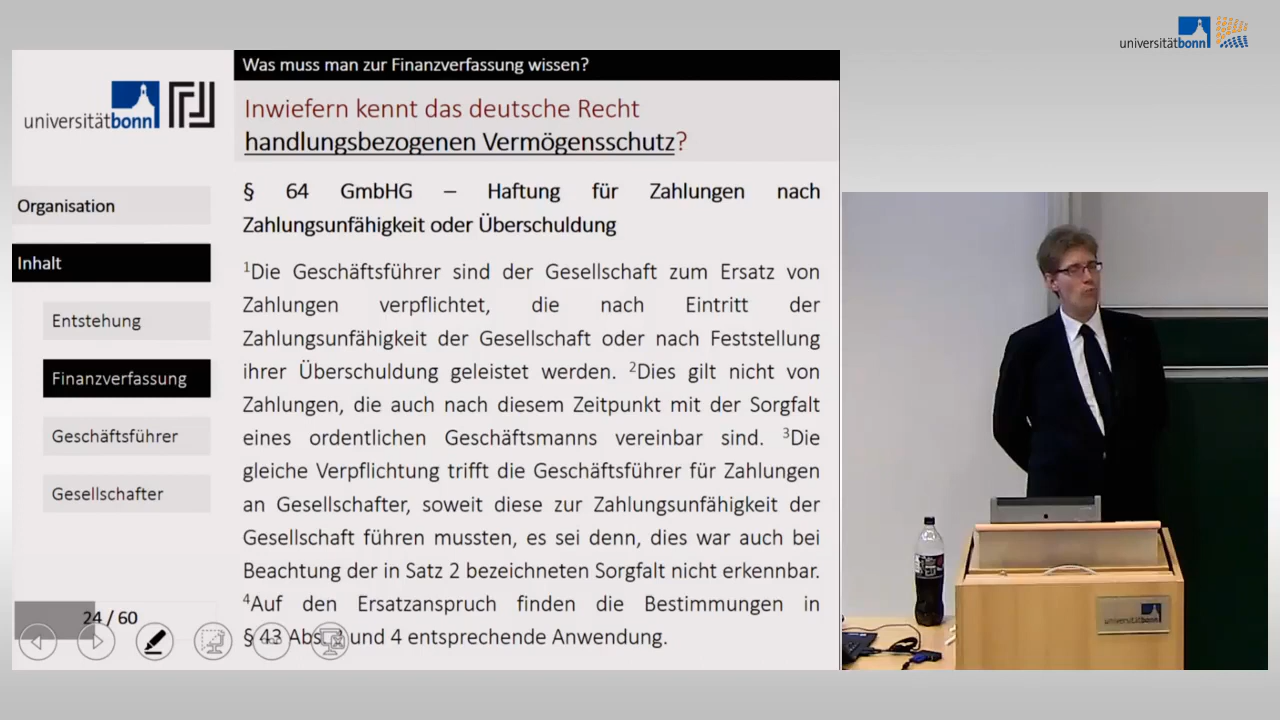 universitätbonn
Was muss man zur Finanzverfassung wissen?
universitätbonn
Inwiefern kennt das deutsche Recht
handlungsbezogenen Vermögensschutz?
§ 64 GmbHG – Haftung für Zahlungen nach
Zahlungsunfähigkeit oder Überschuldung
Organisation
Inhalt
Entstehung
Finanzverfassung
Geschäftsführer
Gesellschafter
24 / 60
¹Die Geschäftsführer sind der Gesellschaft zum Ersatz von
Zahlungen verpflichtet, die nach Eintritt der
Zahlungsunfähigkeit der Gesellschaft oder nach Feststellung
ihrer Überschuldung geleistet werden. ²Dies gilt nicht von
Zahlungen, die auch nach diesem Zeitpunkt mit der Sorgfalt
eines ordentlichen Geschäftsmanns vereinbar sind. ³Die
gleiche Verpflichtung trifft die Geschäftsführer für Zahlungen
an Gesellschafter, soweit diese zur Zahlungsunfähigkeit der
Gesellschaft führen mussten, es sei denn, dies war auch bei
Beachtung der in Satz 2 bezeichneten Sorgfalt nicht erkennbar.
⁴Auf den Ersatzanspruch finden die Bestimmungen in
§ 43 Abs. und 4 entsprechende Anwendung.
universitätbonn